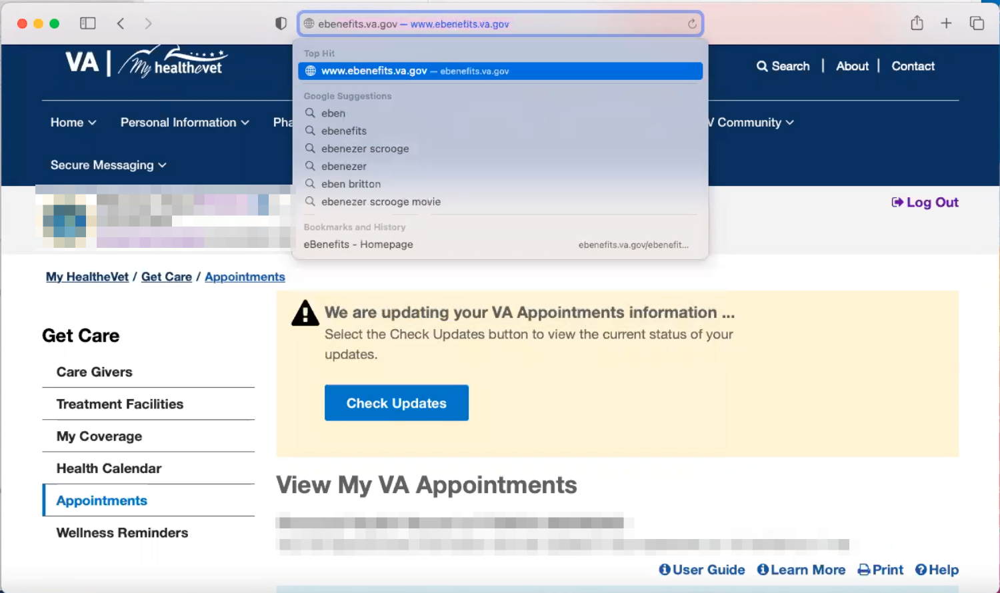 ebenefits.va.gov — www.ebenefits.va.gov
Top Hit
www.ebenefits.va.gov — ebenefits.va.gov
Google Suggestions
eben
ebenefits
ebenezer scrooge
ebenezer
eben britton
ebenezer scrooge movie
Bookmarks and History
eBenefits - Homepage ebenefits.va.gov/ebenefit...
VA | My healthevet
Search | About | Contact
Home Personal Information Pha V Community
Secure Messaging
Log Out
My HealtheVet / Get Care / Appointments
Get Care
Care Givers
Treatment Facilities
My Coverage
Health Calendar
Appointments
Wellness Reminders
We are updating your VA Appointments information ...
Select the Check Updates button to view the current status of your
updates.
Check Updates
View My VA Appointments
User Guide Learn More Print Help